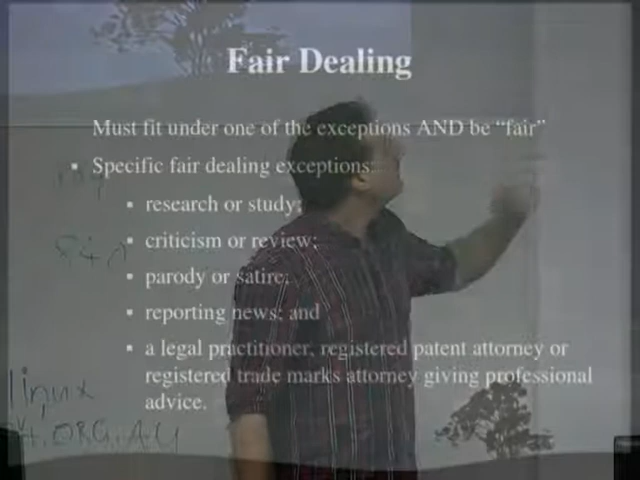 Fair Dealing
Must fit under one of the exceptions AND be “fair”
▪ Specific fair dealing exceptions:
▪ research or study;
▪ criticism or review;
▪ parody or satire;
▪ reporting news; and
▪ a legal practitioner, registered patent attorney or
registered trade marks attorney giving professional
advice.
linux
.ORG.AU